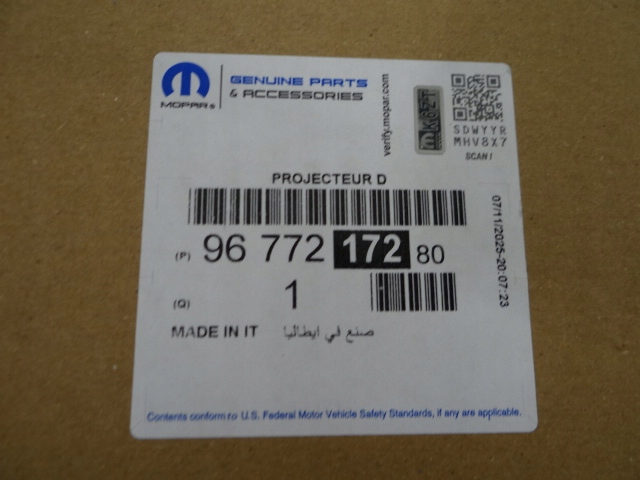 MOPAR®
GENUINE PARTS
& ACCESSORIES
verify.mopar.com
SDWYYR
MHV8X7
SCAN!
PROJECTEUR D
(P) 96 772 172 80
07/11/2025-20:07:23
(Q) 1
MADE IN IT صنع في ايطاليا
Contents conform to U.S. Federal Motor Vehicle Safety Standards, if any are applicable.